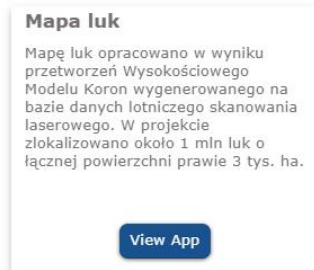 Mapa luk
Mapę luk opracowano w wyniku
przetworzeń Wysokościowego
Modelu Koron wygenerowanego na
bazie danych lotniczego skanowania
laserowego. W projekcie
zlokalizowano około 1 mln luk o
łącznej powierzchni prawie 3 tys. ha.
View App